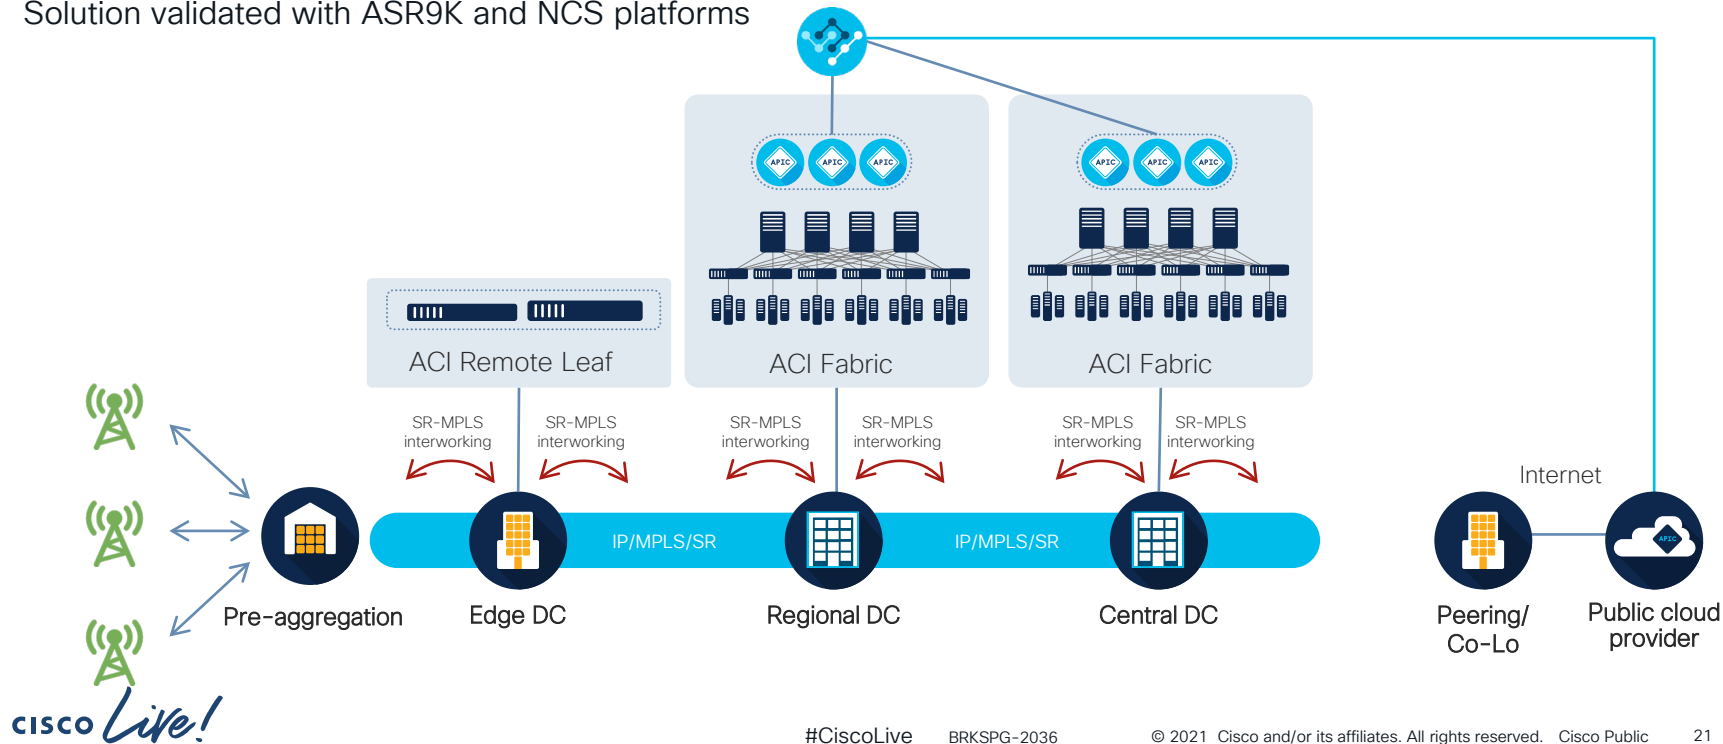 Solution validated with ASR9K and NCS platforms
APIC APIC APIC
APIC APIC APIC
ACI Remote Leaf
ACI Fabric
ACI Fabric
SR-MPLS
interworking
SR-MPLS
interworking
SR-MPLS
interworking
SR-MPLS
interworking
SR-MPLS
interworking
SR-MPLS
interworking
Internet
IP/MPLS/SR
IP/MPLS/SR
APIC
Pre-aggregation
Edge DC
Regional DC
Central DC
Peering/
Co-Lo
Public cloud
provider
CISCO Live!
#CiscoLive
BRKSPG-2036
© 2021 Cisco and/or its affiliates. All rights reserved. Cisco Public
21